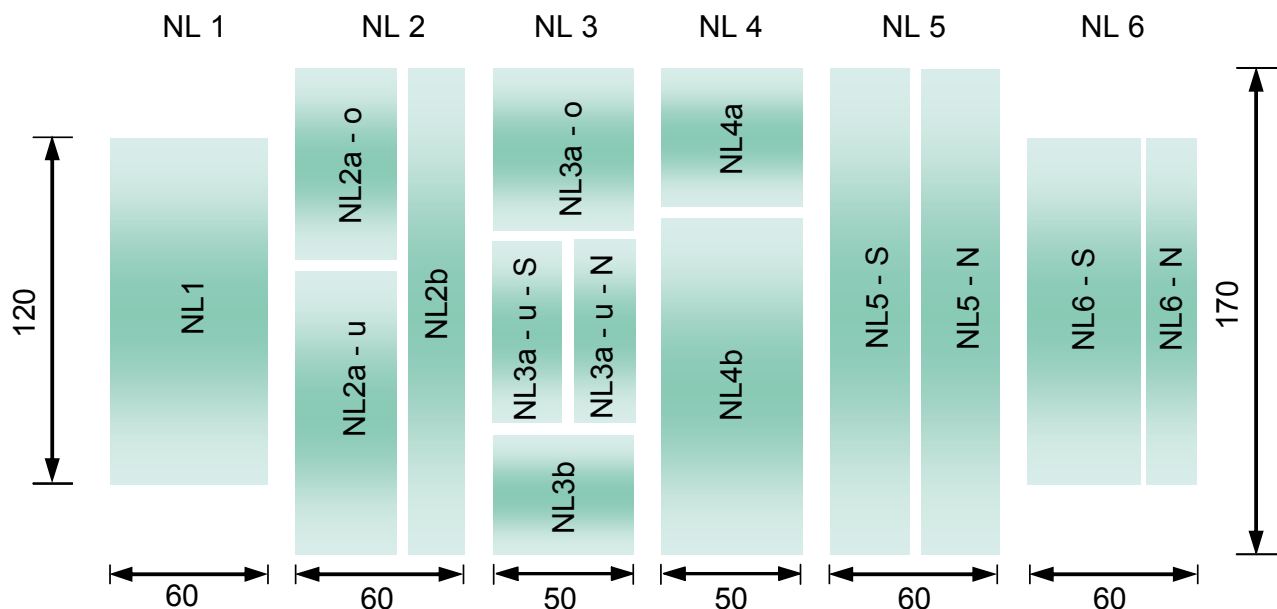 NL 1
NL 2
NL 3
NL 4
NL 5
NL 6
120
NL1
NL2a - o
NL2a - u
NL2b
NL3a - o
NL3a - u - S
NL3a - u - N
NL3b
NL4a
NL4b
NL5 - S
NL5 - N
NL6 - S
NL6 - N
170
60
60
50
50
60
60